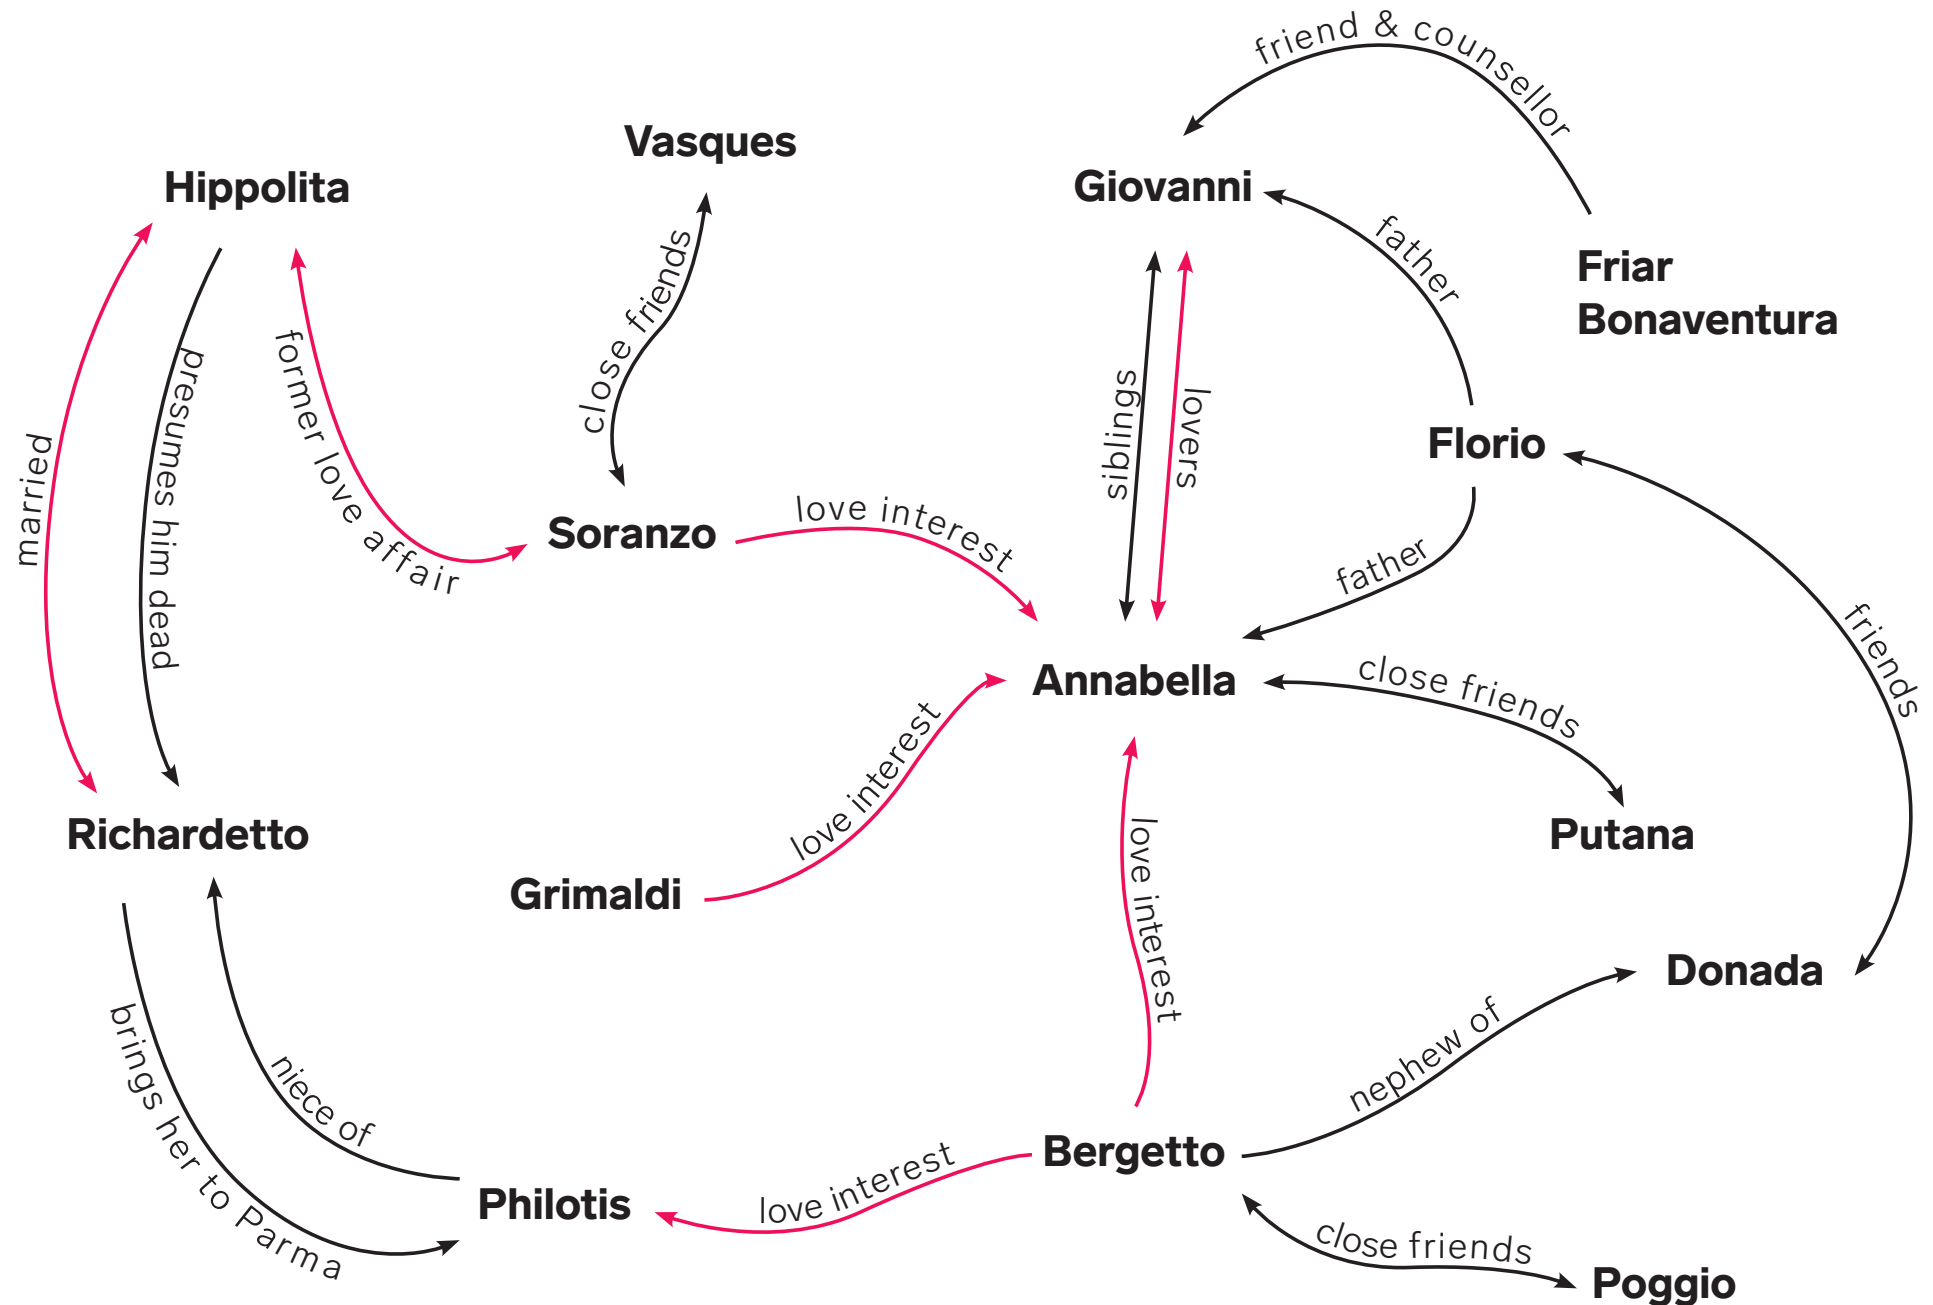 friend & counsellor
Vasques
Hippolita
Giovanni
father
Friar
Bonaventura
close friends
former love affair
presumes him dead
married
siblings
lovers
Florio
Soranzo
love interest
father
friends
Annabella
close friends
love interest
Richardetto
Putana
Grimaldi
love interest
Donada
nephew of
niece of
brings her to Parma
Bergetto
love interest
Philotis
close friends
Poggio